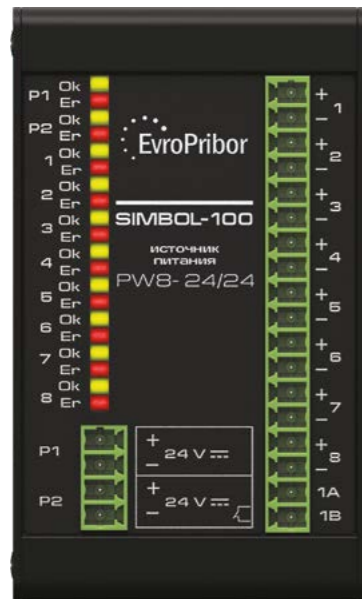 P1 Ok
Er
P2 Ok
Er
1 Ok
Er
2 Ok
Er
3 Ok
Er
4 Ok
Er
5 Ok
Er
6 Ok
Er
7 Ok
Er
8 Ok
Er
EvroPribor
SIMBOL-100
источник
питания
PW8-24/24
+ 1
−
+ 2
−
+ 3
−
+ 4
−
+ 5
−
+ 6
−
+ 7
−
+ 8
−
1A
1B
P1
+ 24 V
−
P2
+ 24 V
−